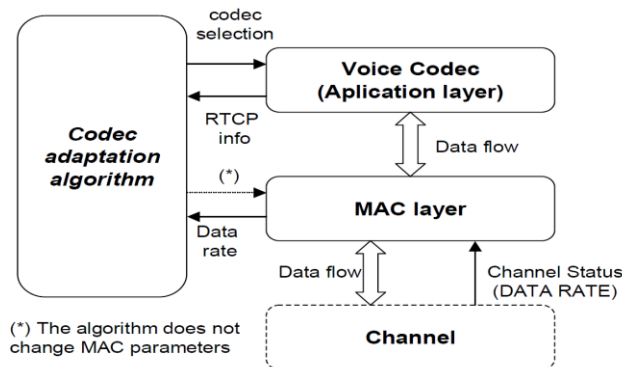 codec
selection
Voice Codec
(Aplication layer)
RTCP
info
Codec
adaptation
algorithm
Data flow
(*)
MAC layer
Data
rate
Data flow
Channel Status
(DATA RATE)
Channel
(*) The algorithm does not
change MAC parameters